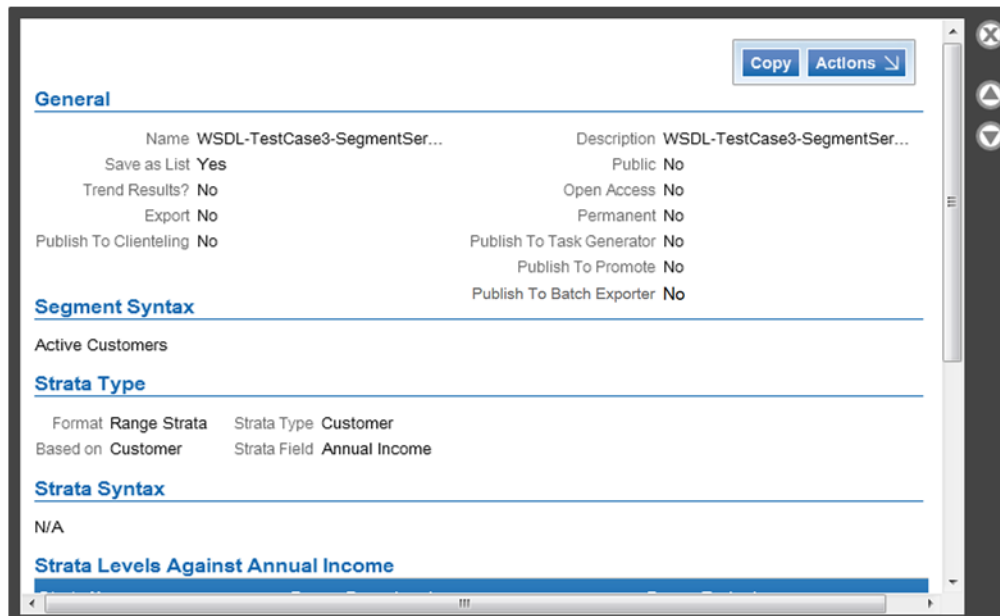 Copy Actions
General
Name WSDL-TestCase3-SegmentSer... Description WSDL-TestCase3-SegmentSer...
Save as List Yes Public No
Trend Results? No Open Access No
Export No Permanent No
Publish To Clienteling No Publish To Task Generator No
Publish To Promote No
Publish To Batch Exporter No
Segment Syntax
Active Customers
Strata Type
Format Range Strata Strata Type Customer
Based on Customer Strata Field Annual Income
Strata Syntax
N/A
Strata Levels Against Annual Income